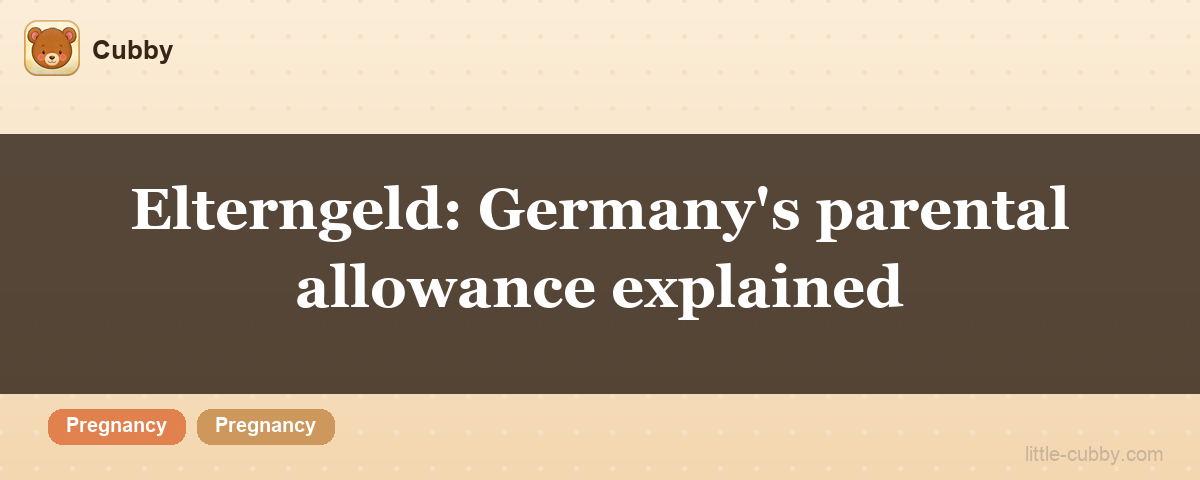 Cubby
Elterngeld: Germany's parental
allowance explained
Pregnancy
Pregnancy
little-cubby.com